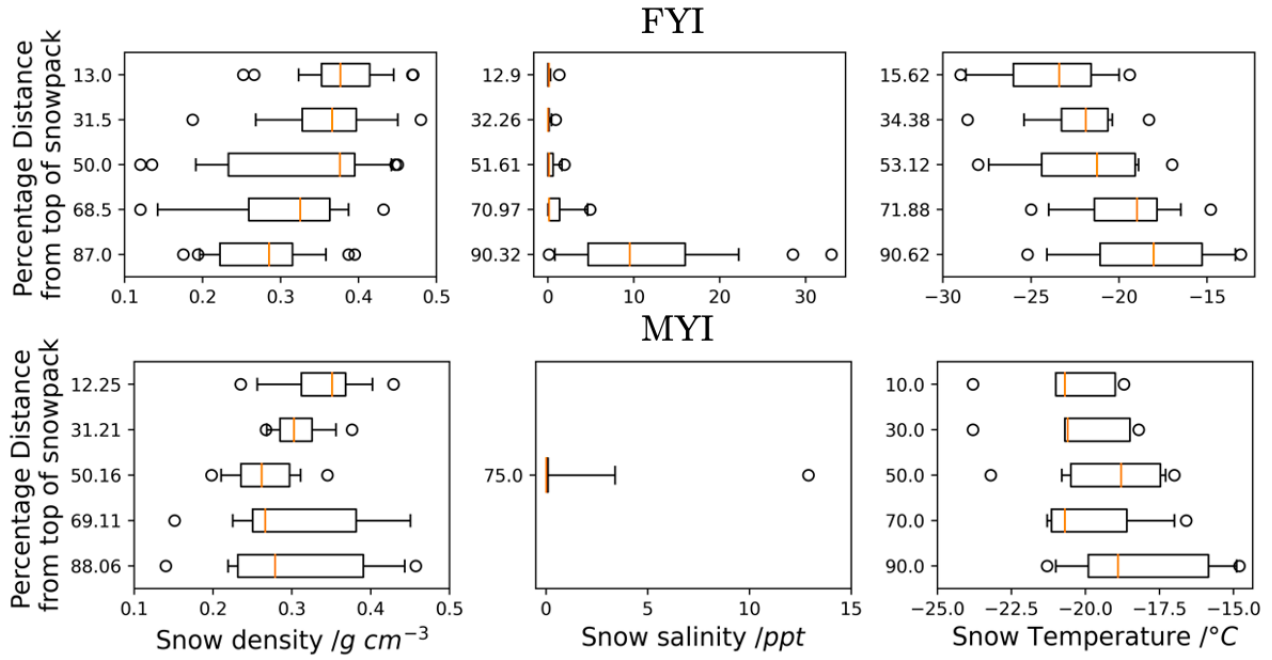 FYI
Percentage Distance
from top of snowpack
13.0
31.5
50.0
68.5
87.0
0.1 0.2 0.3 0.4 0.5
12.9
32.26
51.61
70.97
90.32
0 10 20 30
15.62
34.38
53.12
71.88
90.62
−30 −25 −20 −15
MYI
Percentage Distance
from top of snowpack
12.25
31.21
50.16
69.11
88.06
0.1 0.2 0.3 0.4 0.5
Snow density /g cm⁻³
75.0
0 5 10 15
Snow salinity /ppt
10.0
30.0
50.0
70.0
90.0
−25.0 −22.5 −20.0 −17.5 −15.0
Snow Temperature /°C